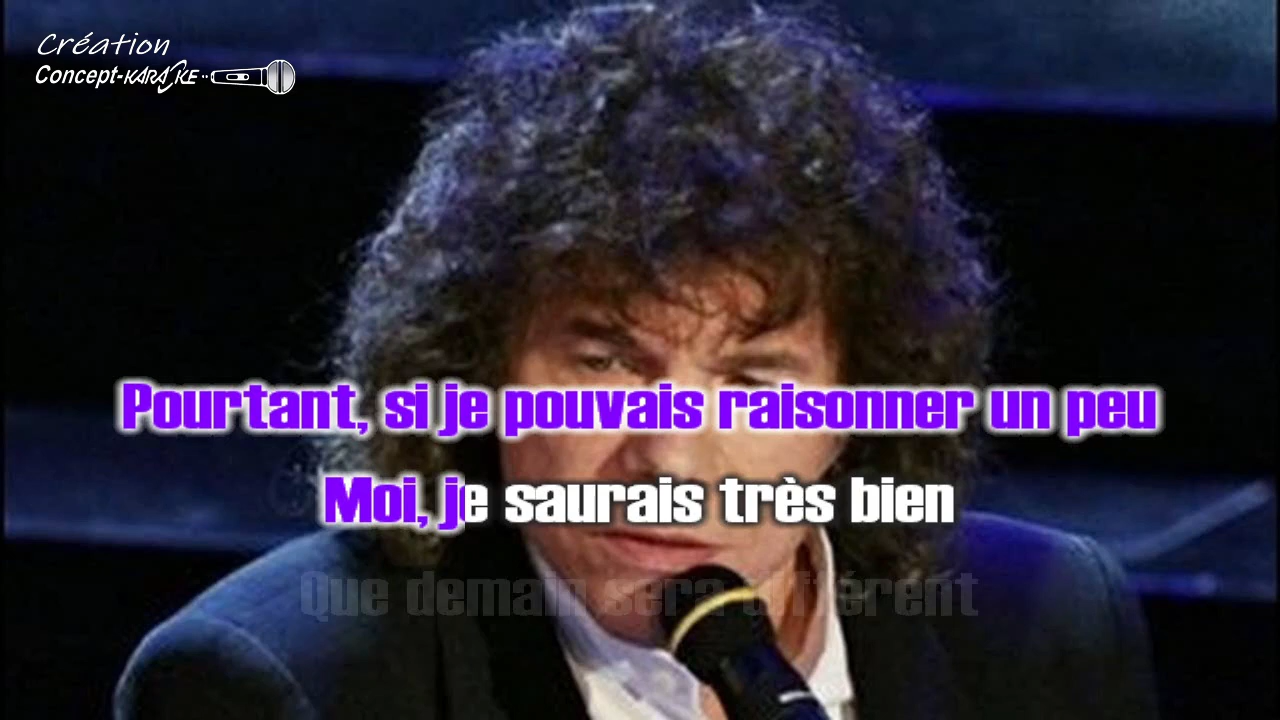 Création
Concept-KARAOKE
Pourtant, si je pouvais raisonner un peu
Moi, je saurais très bien
Que demain sera différent